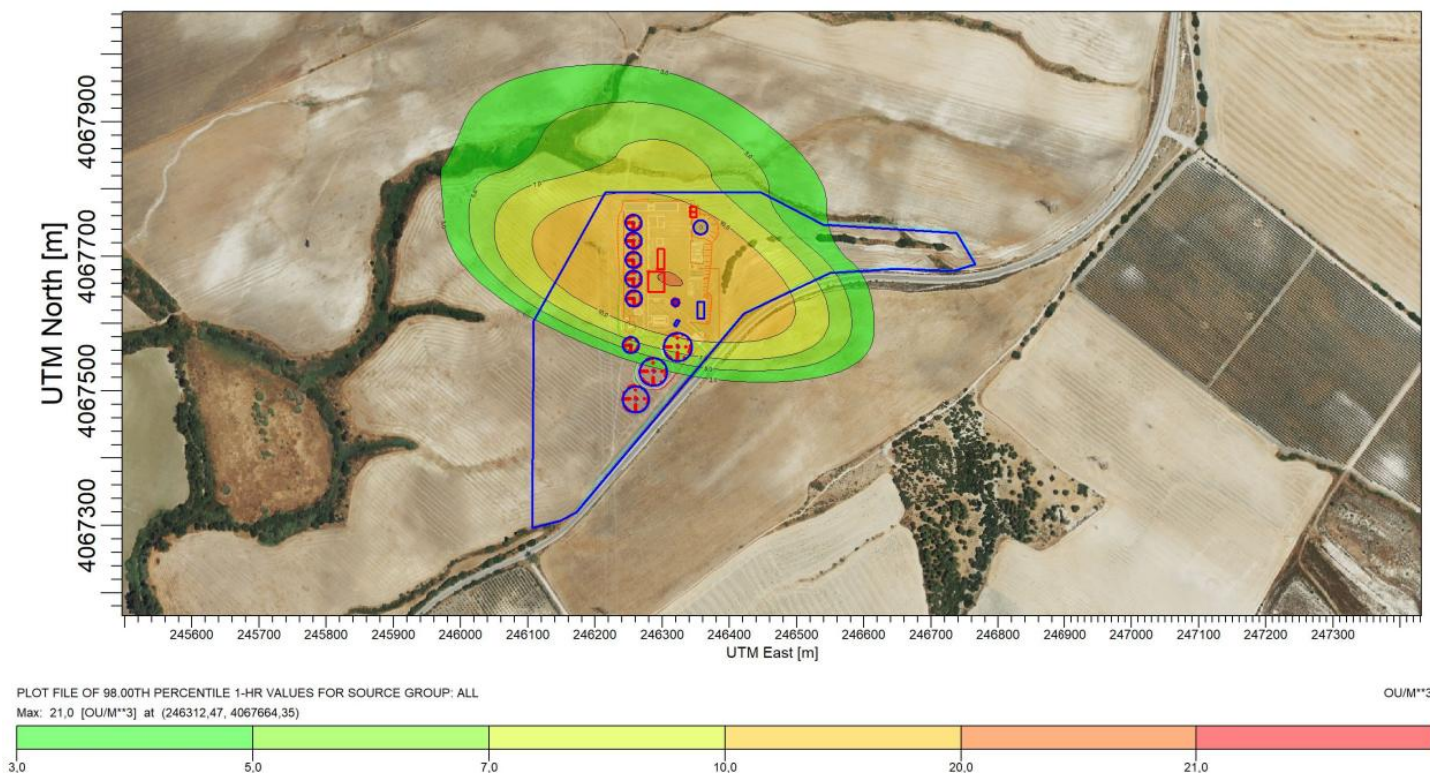 UTM North [m]
4067900
4067700
4067500
4067300
245600 245700 245800 245900 246000 246100 246200 246300 246400 246500 246600 246700 246800 246900 247000 247100 247200 247300
UTM East [m]
PLOT FILE OF 98.00TH PERCENTILE 1-HR VALUES FOR SOURCE GROUP: ALL
OU/M**3
Max: 21,0 [OU/M**3] at (246312,47, 4067664,35)
3,0 5,0 7,0 10,0 20,0 21,0